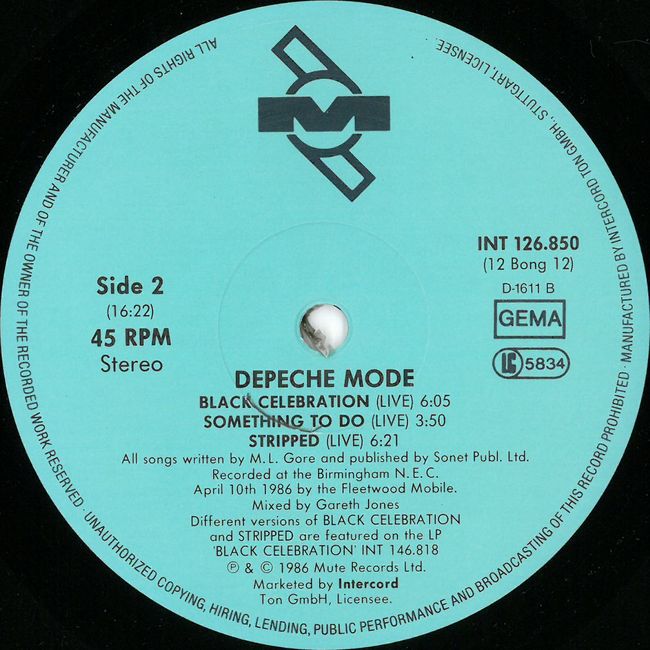 M
Side 2
(16:22)
45 RPM
Stereo
INT 126.850
(12 Bong 12)
D-1611 B
GEMA
LC 5834
DEPECHE MODE
BLACK CELEBRATION (LIVE) 6:05
SOMETHING TO DO (LIVE) 3:50
STRIPPED (LIVE) 6:21
All songs written by M.L. Gore and published by Sonet Publ. Ltd.
Recorded at the Birmingham N.E.C.
April 10th 1986 by the Fleetwood Mobile.
Mixed by Gareth Jones
Different versions of BLACK CELEBRATION
and STRIPPED are featured on the LP
'BLACK CELEBRATION' INT 146.818
℗ & © 1986 Mute Records Ltd.
Marketed by Intercord
Ton GmbH, Licensee.
ALL RIGHTS OF THE MANUFACTURER AND OF THE OWNER OF THE RECORDED WORK RESERVED · UNAUTHORIZED COPYING, HIRING, LENDING, PUBLIC PERFORMANCE AND BROADCASTING OF THIS RECORD PROHIBITED · MANUFACTURED BY INTERCORD TON GMBH., STUTTGART, LICENSEE.